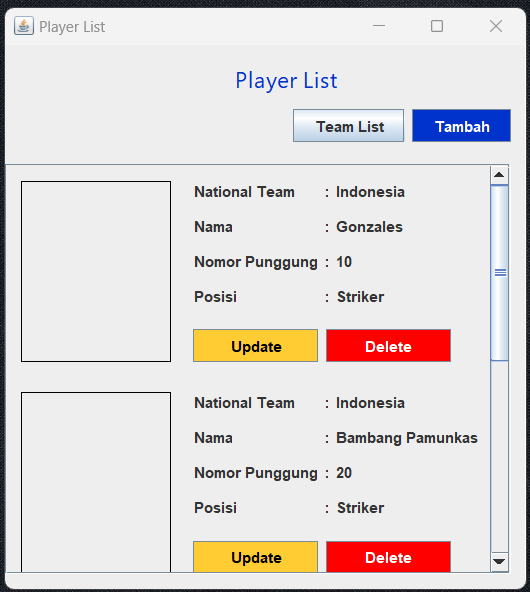 Player List
Player List
Team List Tambah
National Team : Indonesia
Nama : Gonzales
Nomor Punggung : 10
Posisi : Striker
Update Delete
National Team : Indonesia
Nama : Bambang Pamunkas
Nomor Punggung : 20
Posisi : Striker
Update Delete